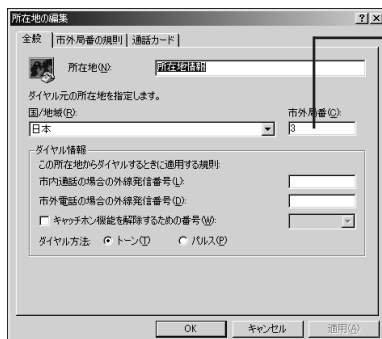 所在地の編集
全般 市外局番の規則 通話カード
所在地(N): 所在地情報
ダイヤル元の所在地を指定します。
国/地域(R): 市外局番(C):
日本 3
ダイヤル情報
この所在地からダイヤルするときに適用する規則:
市内通話の場合の外線発信番号(L):
市外電話の場合の外線発信番号(D):
キャッチホン機能を解除するための番号(W):
ダイヤル方法: トーン(T) パルス(P)
OK キャンセル 適用(A)